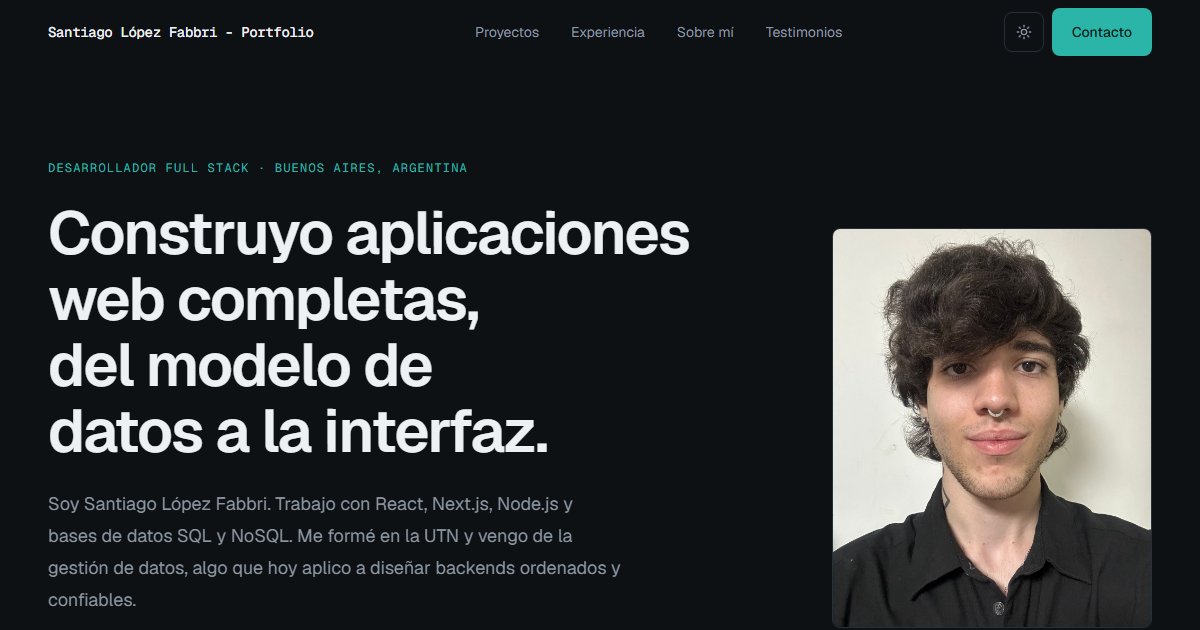 Santiago López Fabbri - Portfolio
Proyectos
Experiencia
Sobre mí
Testimonios
Contacto
DESARROLLADOR FULL STACK · BUENOS AIRES, ARGENTINA
Construyo aplicaciones
web completas,
del modelo de
datos a la interfaz.
Soy Santiago López Fabbri. Trabajo con React, Next.js, Node.js y
bases de datos SQL y NoSQL. Me formé en la UTN y vengo de la
gestión de datos, algo que hoy aplico a diseñar backends ordenados y
confiables.